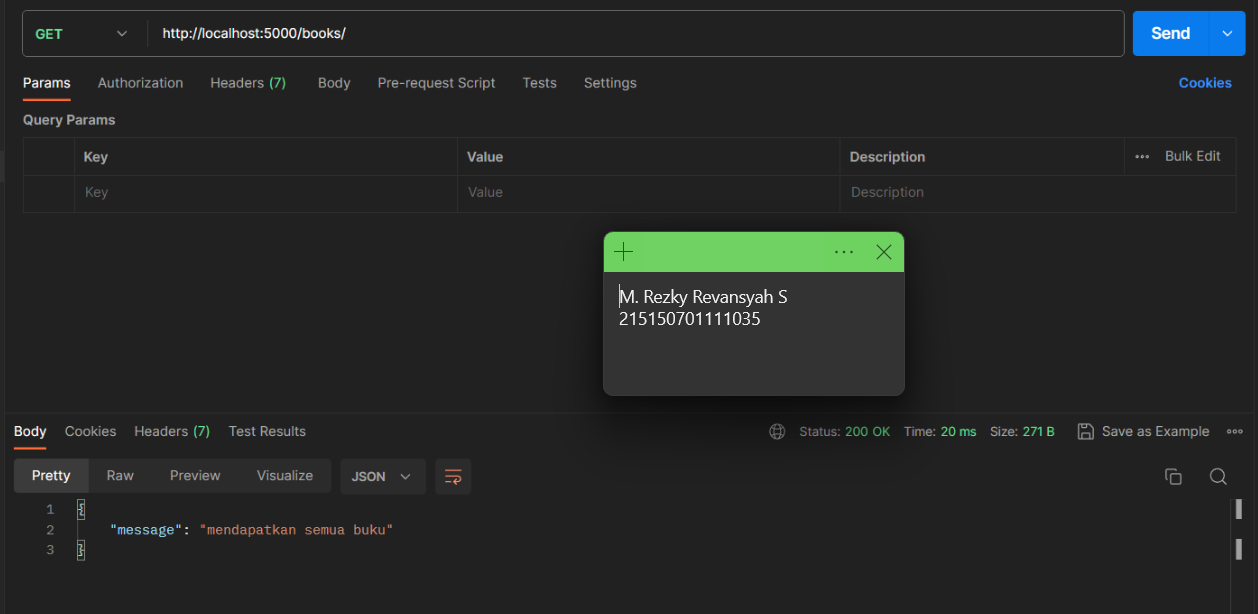 GET http://localhost:5000/books/ Send
Params Authorization Headers (7) Body Pre-request Script Tests Settings Cookies
Query Params
Key Value Description Bulk Edit
Key Value Description
M. Rezky Revansyah S
215150701111035
Body Cookies Headers (7) Test Results Status: 200 OK Time: 20 ms Size: 271 B Save as Example
Pretty Raw Preview Visualize JSON
1 {
2 "message": "mendapatkan semua buku"
3 }